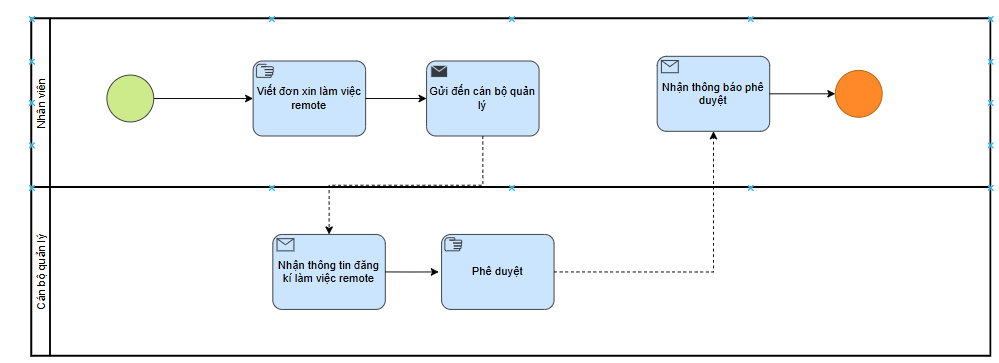 Nhân viên
Viết đơn xin làm việc
remote
Gửi đến cán bộ quản
lý
Nhận thông báo phê
duyệt
Cán bộ quản lý
Nhận thông tin đăng
kí làm việc remote
Phê duyệt